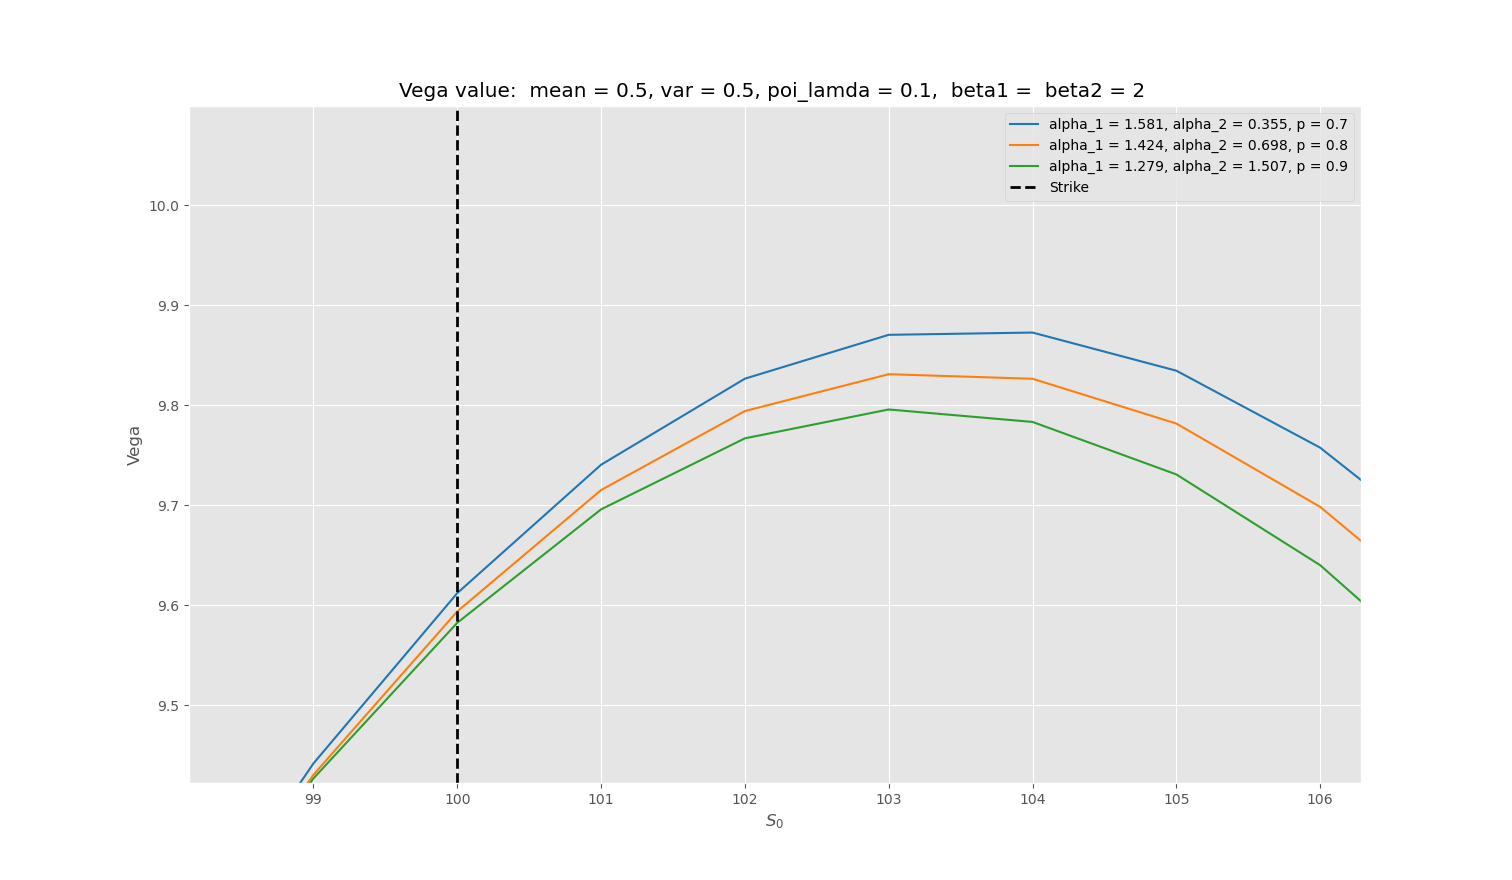 Vega value:  mean = 0.5, var = 0.5, poi_lamda = 0.1,  beta1 =  beta2 = 2
alpha_1 = 1.581, alpha_2 = 0.355, p = 0.7
alpha_1 = 1.424, alpha_2 = 0.698, p = 0.8
alpha_1 = 1.279, alpha_2 = 1.507, p = 0.9
Strike
10.0
9.9
9.8
9.7
9.6
9.5
Vega
99 100 101 102 103 104 105 106
S₀